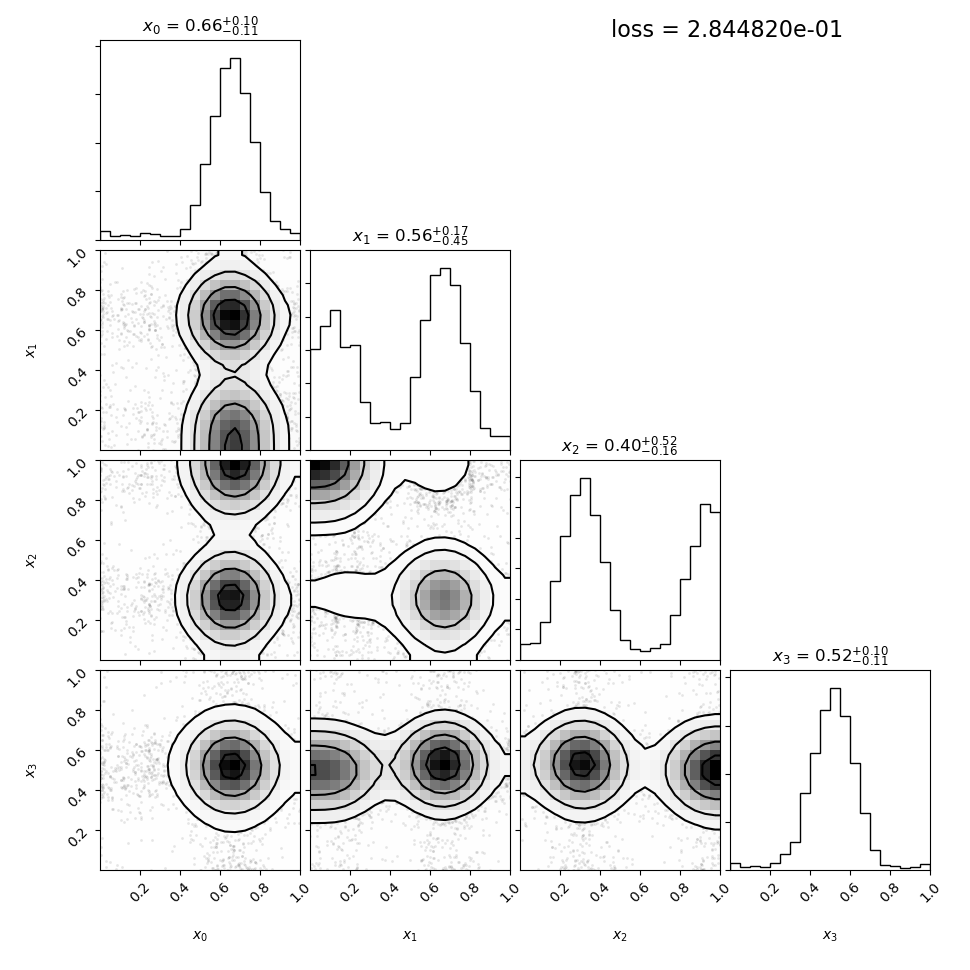 loss = 2.844820e-01
x_0 = 0.66^{+0.10}_{-0.11}
x_1 = 0.56^{+0.17}_{-0.45}
1.0
0.8
0.6
0.4
0.2
x_1
x_2 = 0.40^{+0.52}_{-0.16}
1.0
0.8
0.6
0.4
0.2
x_2
x_3 = 0.52^{+0.10}_{-0.11}
1.0
0.8
0.6
0.4
0.2
x_3
0.2 0.4 0.6 0.8 1.0 0.2 0.4 0.6 0.8 1.0 0.2 0.4 0.6 0.8 1.0 0.2 0.4 0.6 0.8 1.0
x_0 x_1 x_2 x_3